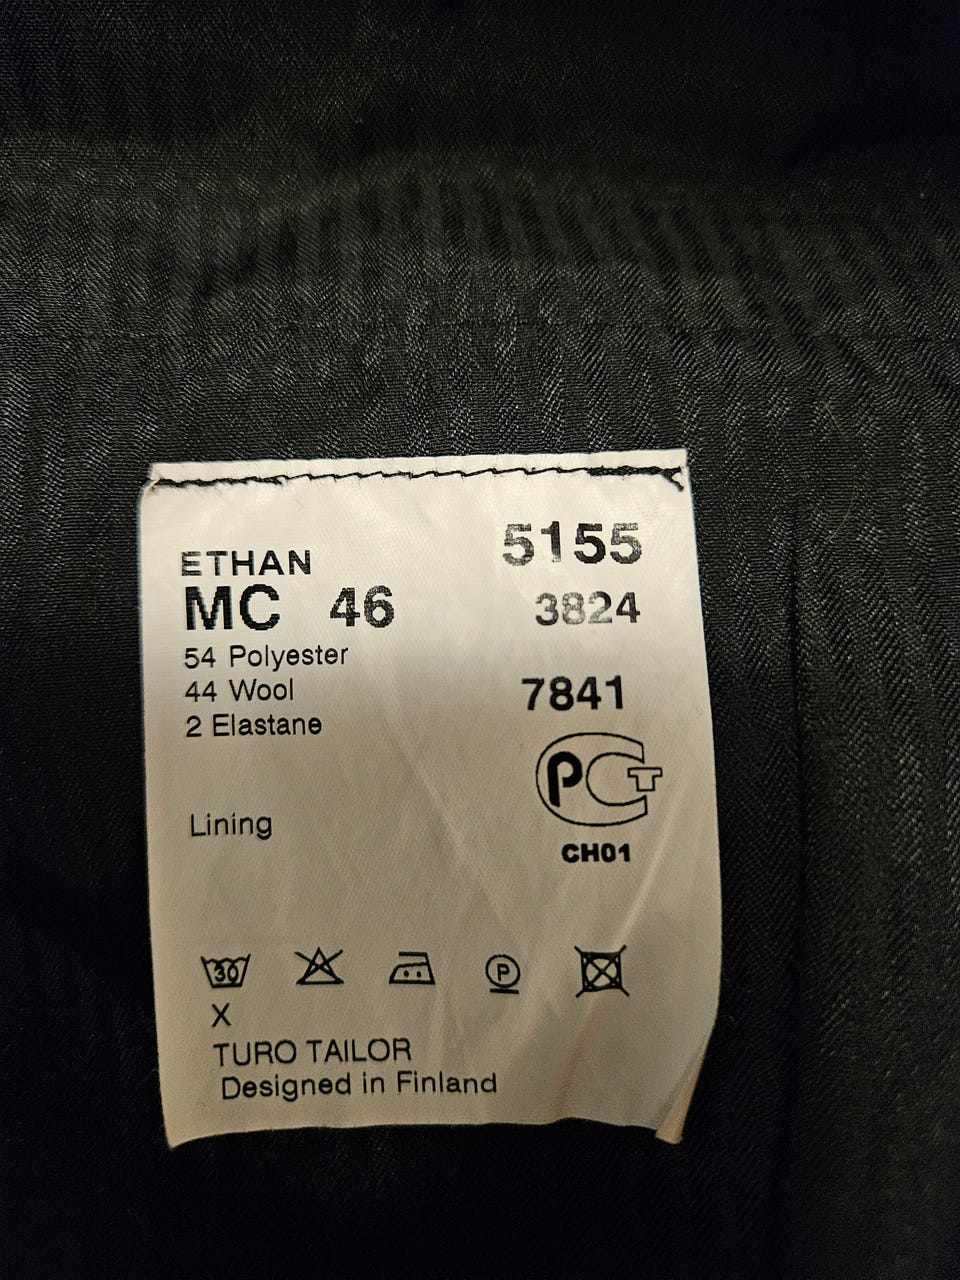 ETHAN 5155
MC 46 3824
54 Polyester
44 Wool 7841
2 Elastane
PCT
Lining
CH01
30 P
X
TURO TAILOR
Designed in Finland